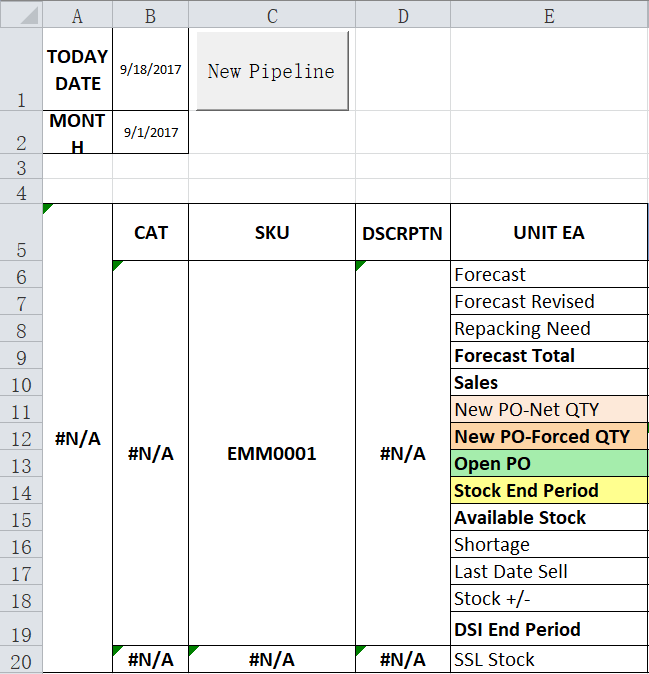 A B C D E
1 TODAY DATE 9/18/2017 New Pipeline
2 MONT H 9/1/2017
3
4
5 CAT SKU DSCRPTN UNIT EA
6 Forecast
7 Forecast Revised
8 Repacking Need
9 Forecast Total
10 Sales
11 New PO-Net QTY
12 #N/A #N/A EMM0001 #N/A New PO-Forced QTY
13 Open PO
14 Stock End Period
15 Available Stock
16 Shortage
17 Last Date Sell
18 Stock +/-
19 DSI End Period
20 #N/A #N/A #N/A SSL Stock